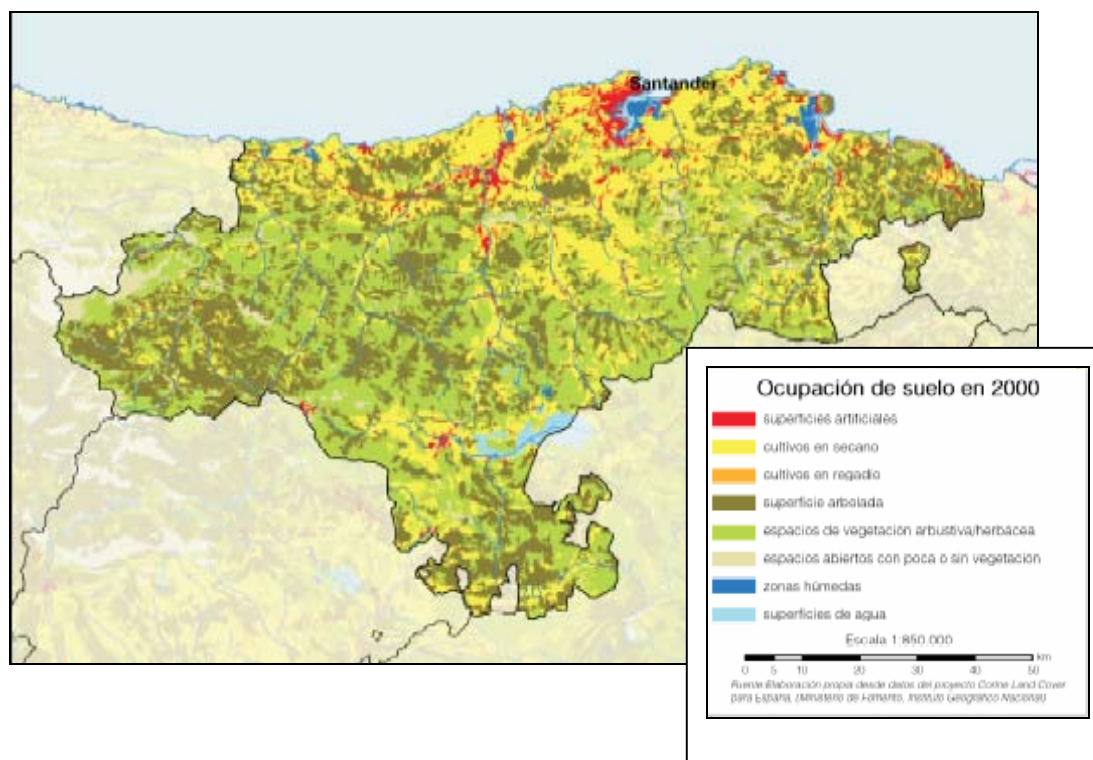 Santander
Ocupación de suelo en 2000
superficies artificiales
cultivos en secano
cultivos en regadío
superficie arbolada
espacios de vegetación arbustiva/herbácea
espacios abiertos con poca o sin vegetación
zonas húmedas
superficies de agua
Escala 1:850.000
km
0 5 10 20 30 40 50
Fuente:Elaboración propia desde datos del proyecto Corine Land Cover
para España, (Ministerio de Fomento, Instituto Geográfico Nacional)